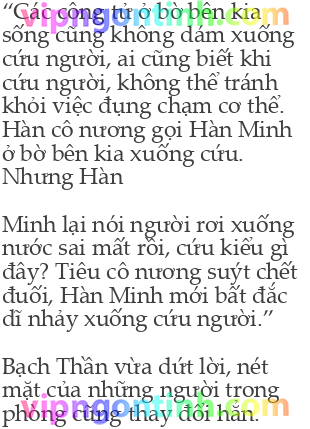 “Các công tử ở bờ bên kia
sống cũng không dám xuống
cứu người, ai cũng biết khi
cứu người, không thể tránh
khỏi việc đụng chạm cơ thể.
Hàn cô nương gọi Hàn Minh
ở bờ bên kia xuống cứu.
Nhưng Hàn
Minh lại nói người rơi xuống
nước sai mất rồi, cứu kiểu gì
đây? Tiêu cô nương suýt chết
đuối, Hàn Minh mới bất đắc
dĩ nhảy xuống cứu người.”
Bạch Thần vừa dứt lời, nét
mặt của những người trong
phòng cũng thay đổi hẳn.
vipngontinh.com
vipngontinh.com